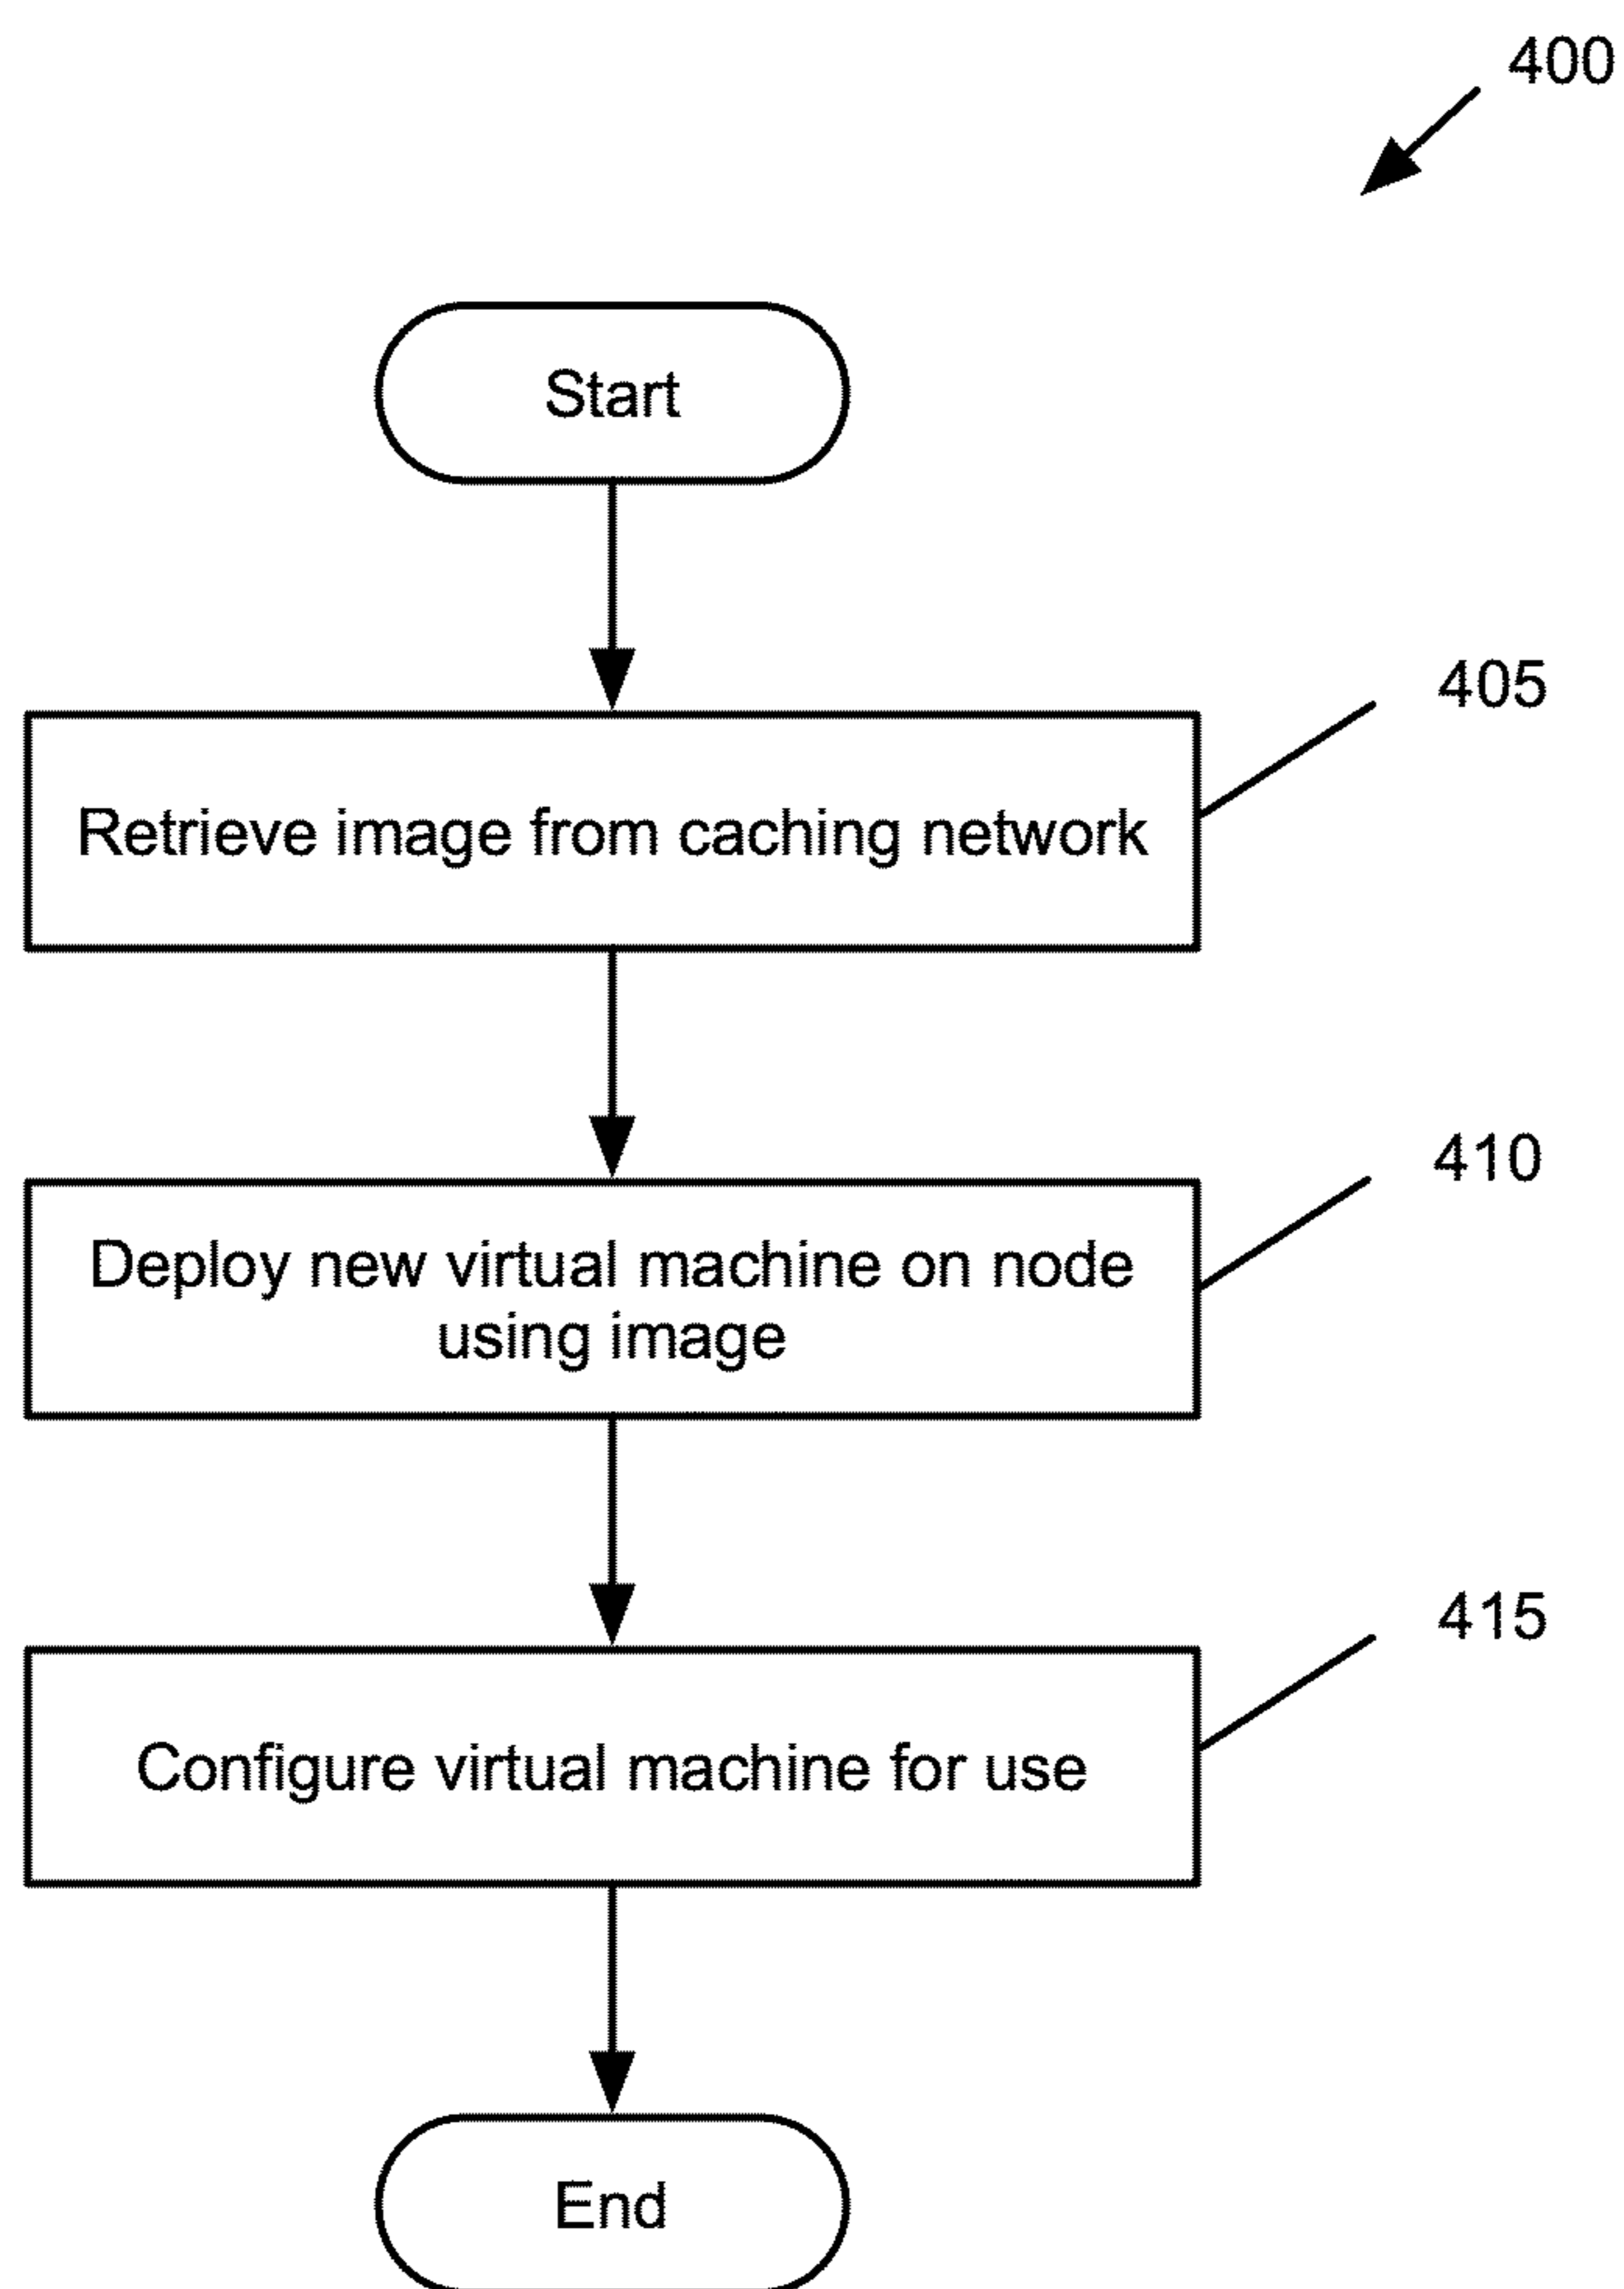 400
Start
405
Retrieve image from caching network
410
Deploy new virtual machine on node
using image
415
Configure virtual machine for use
End